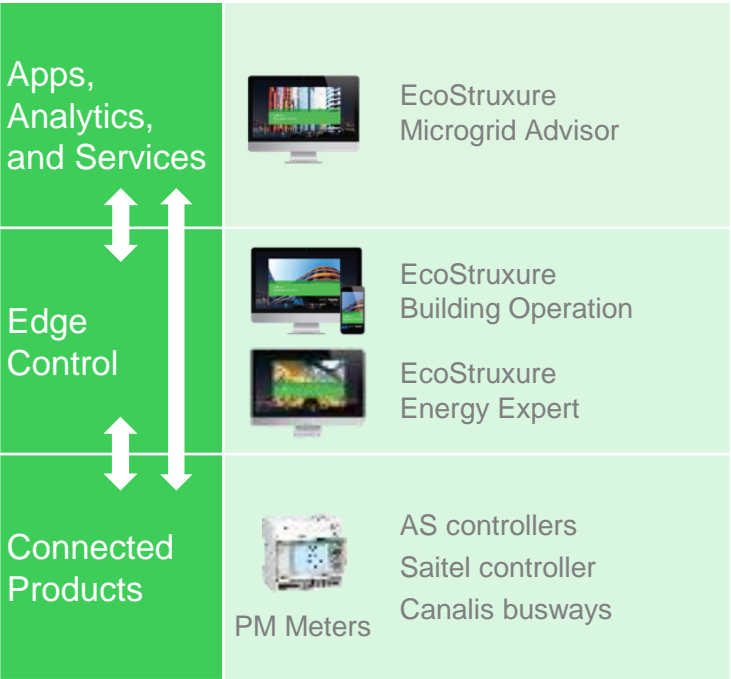 Apps,
Analytics,
and Services
EcoStruxure
Microgrid Advisor
Edge
Control
EcoStruxure
Building Operation
EcoStruxure
Energy Expert
Connected
Products
PM Meters
AS controllers
Saitel controller
Canalis busways